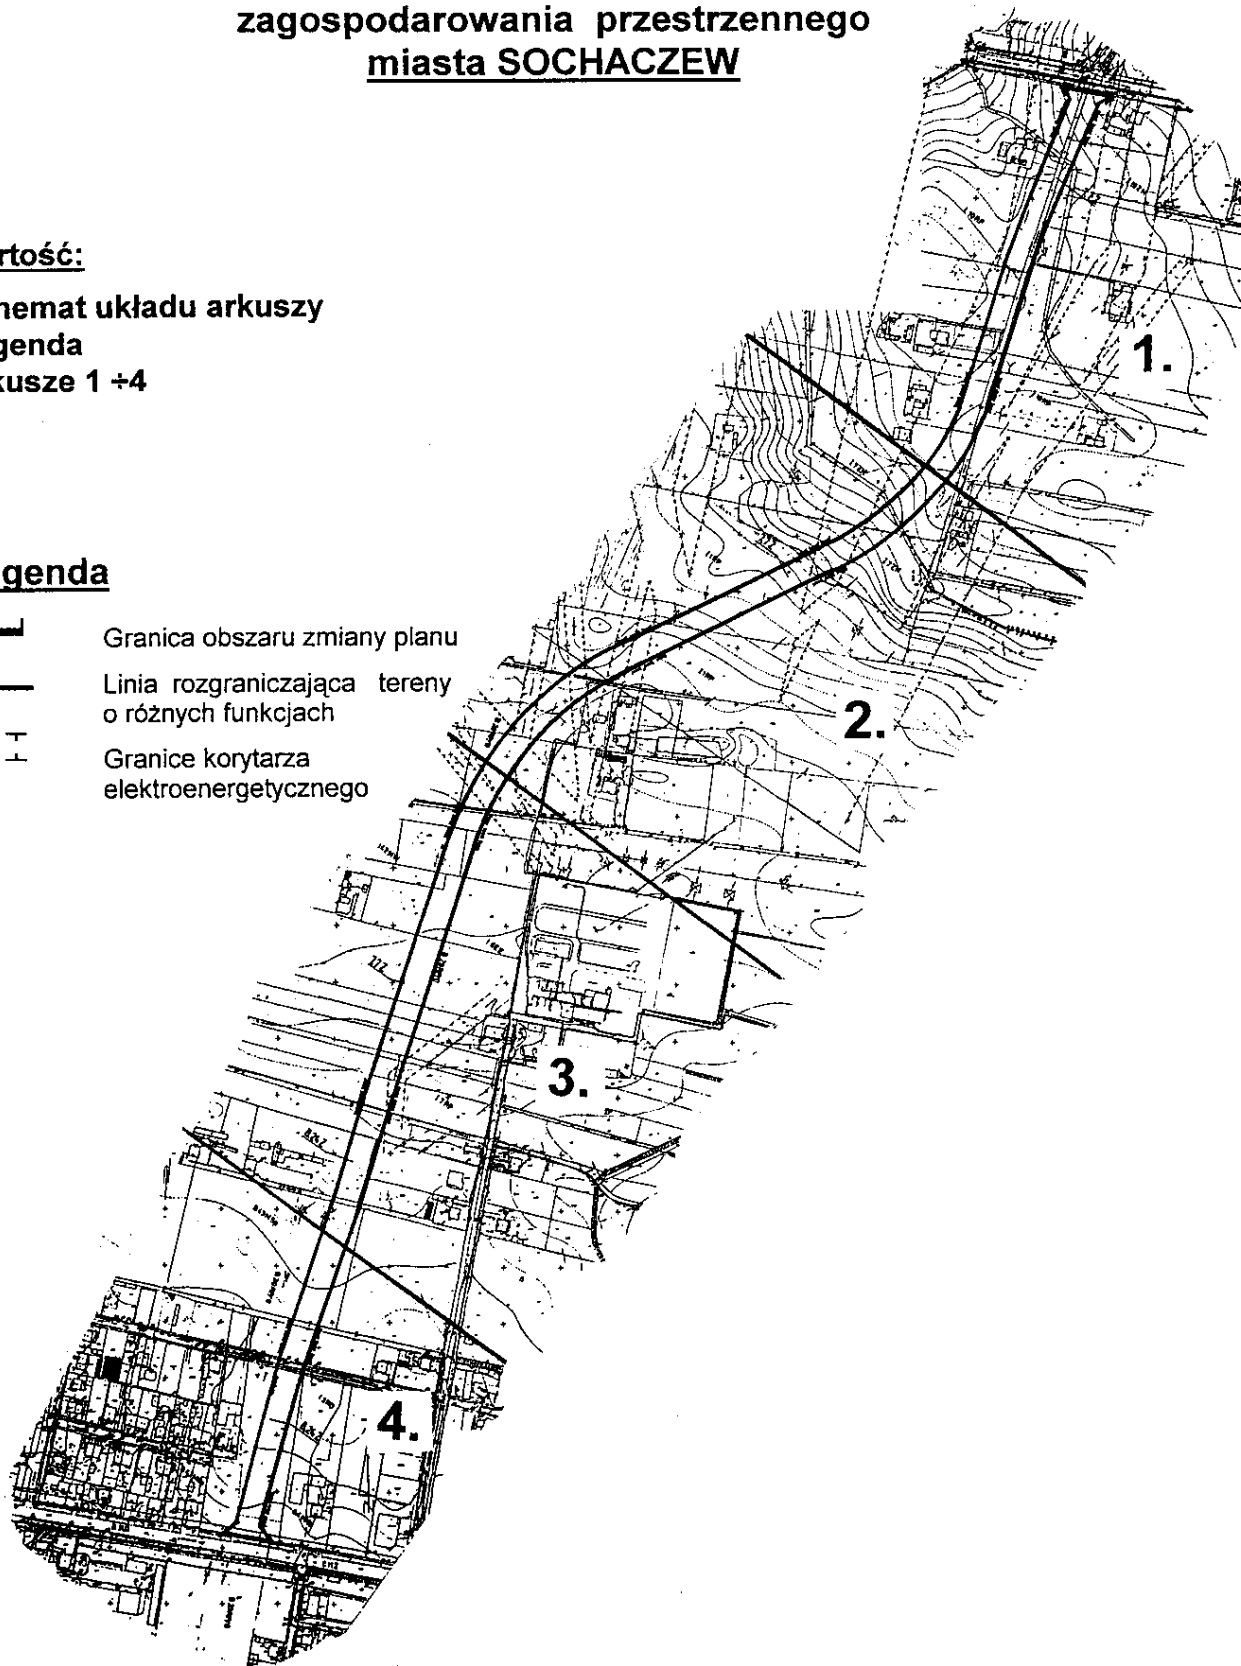 zagospodarowania przestrzennego
miasta SOCHACZEW
rtość:
hemat układu arkuszy
genda
kusze 1 ÷4
genda
Granica obszaru zmiany planu
Linia rozgraniczająca tereny
o różnych funkcjach
Granice korytarza
elektroenergetycznego
1.
2.
3.
4.